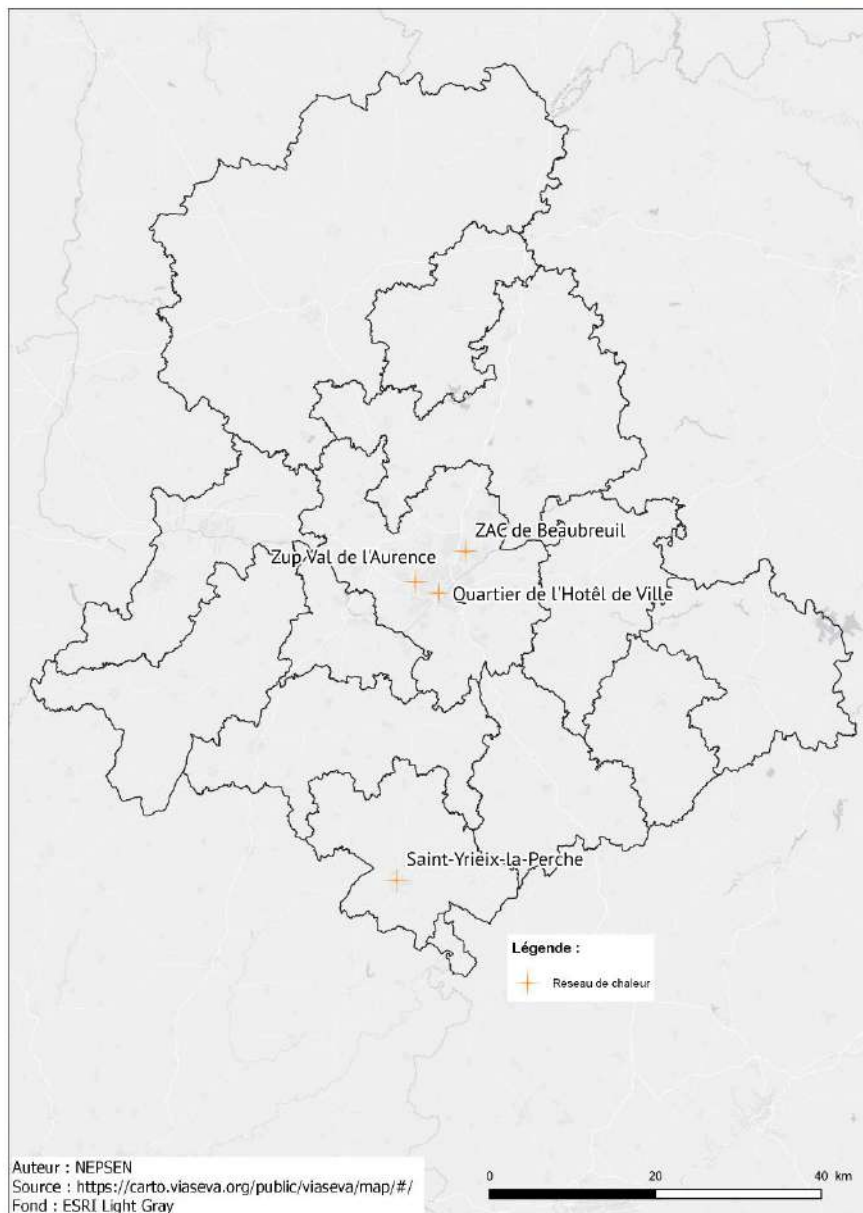 ZAC de Beaubreuil
Zup Val de l'Aurence
Quartier de l'Hotêl de Ville
Saint-Yrieix-la-Perche
Légende :
Reseau de chaleur
Auteur : NEPSEN
Source : https://carto.viaseva.org/public/viaseva/map/#/
Fond : ESRI Light Gray
0 20 40 km